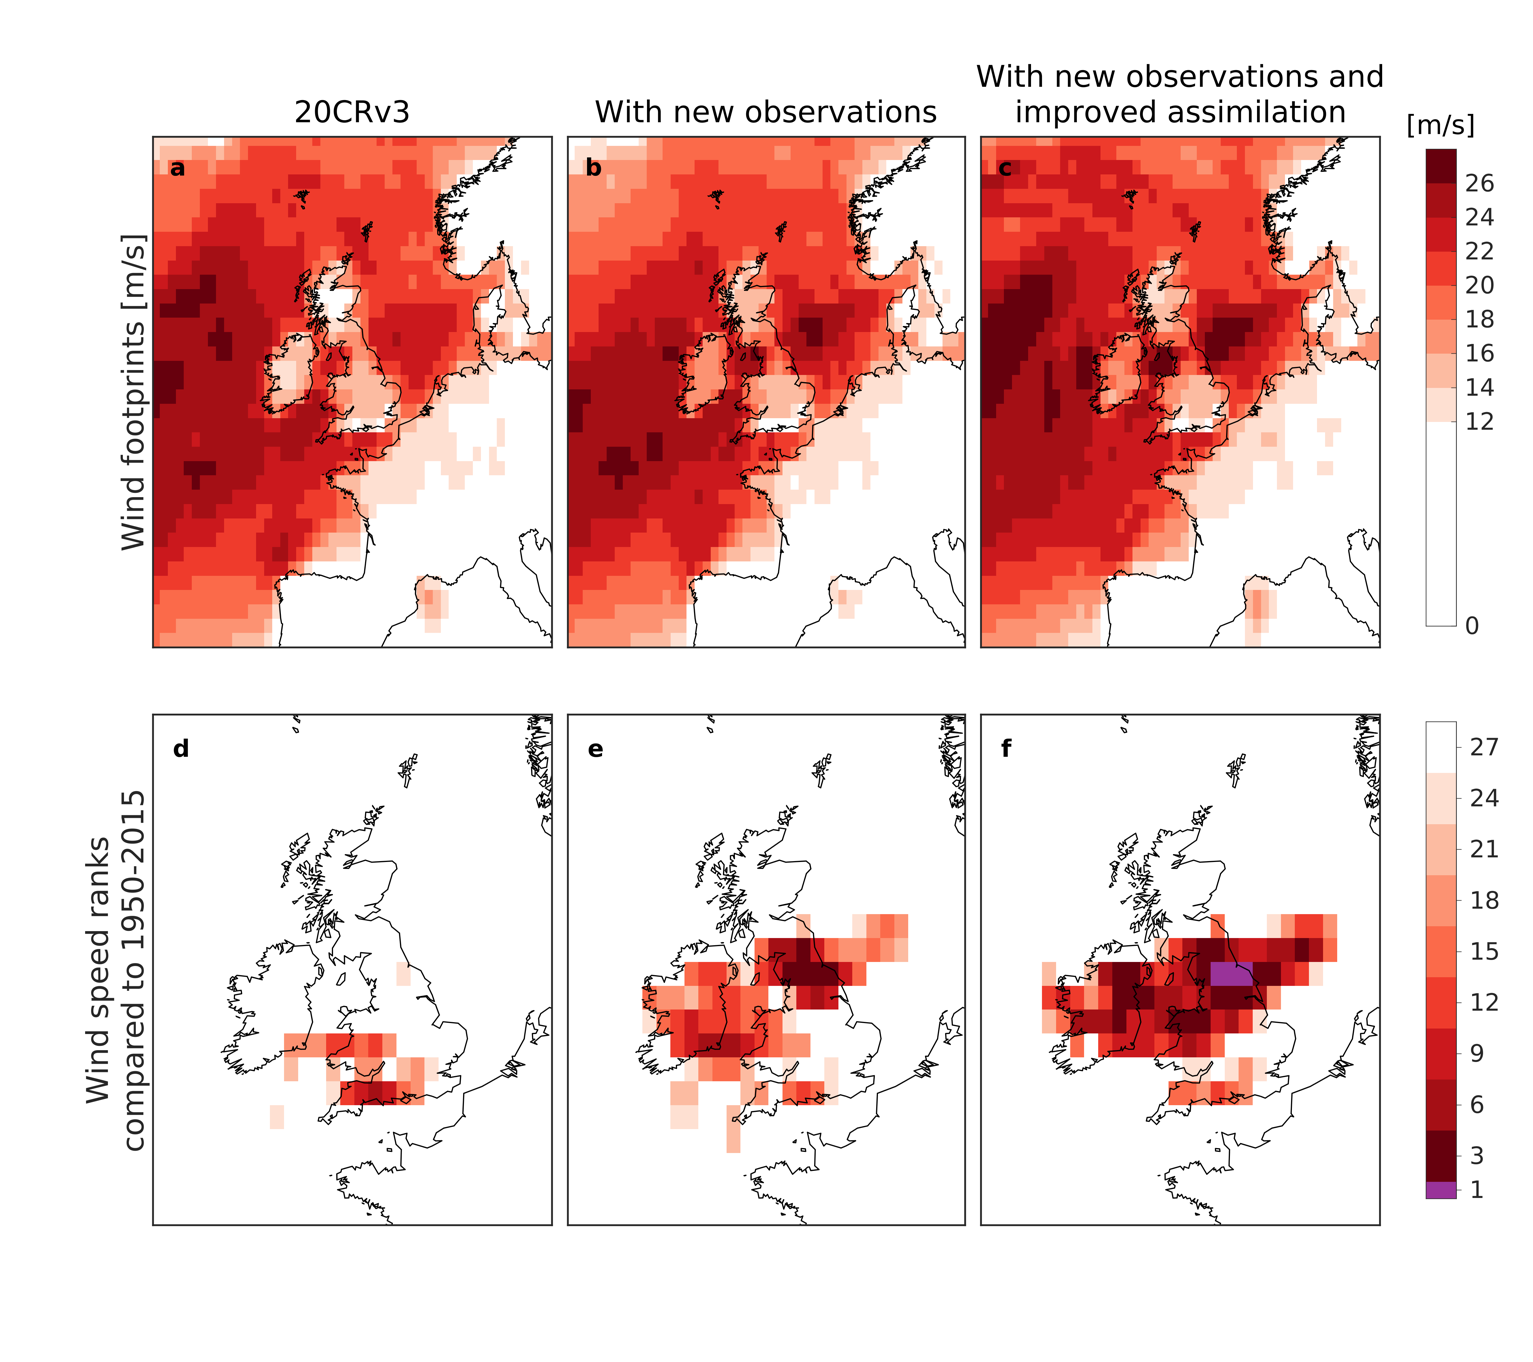 With new observations and
20CRv3
With new observations
improved assimilation
[m/s]
a
b
c
26
24
22
20
18
16
14
12
0
Wind footprints [m/s]
d
e
f
27
24
21
18
15
12
9
6
3
1
Wind speed ranks
compared to 1950-2015